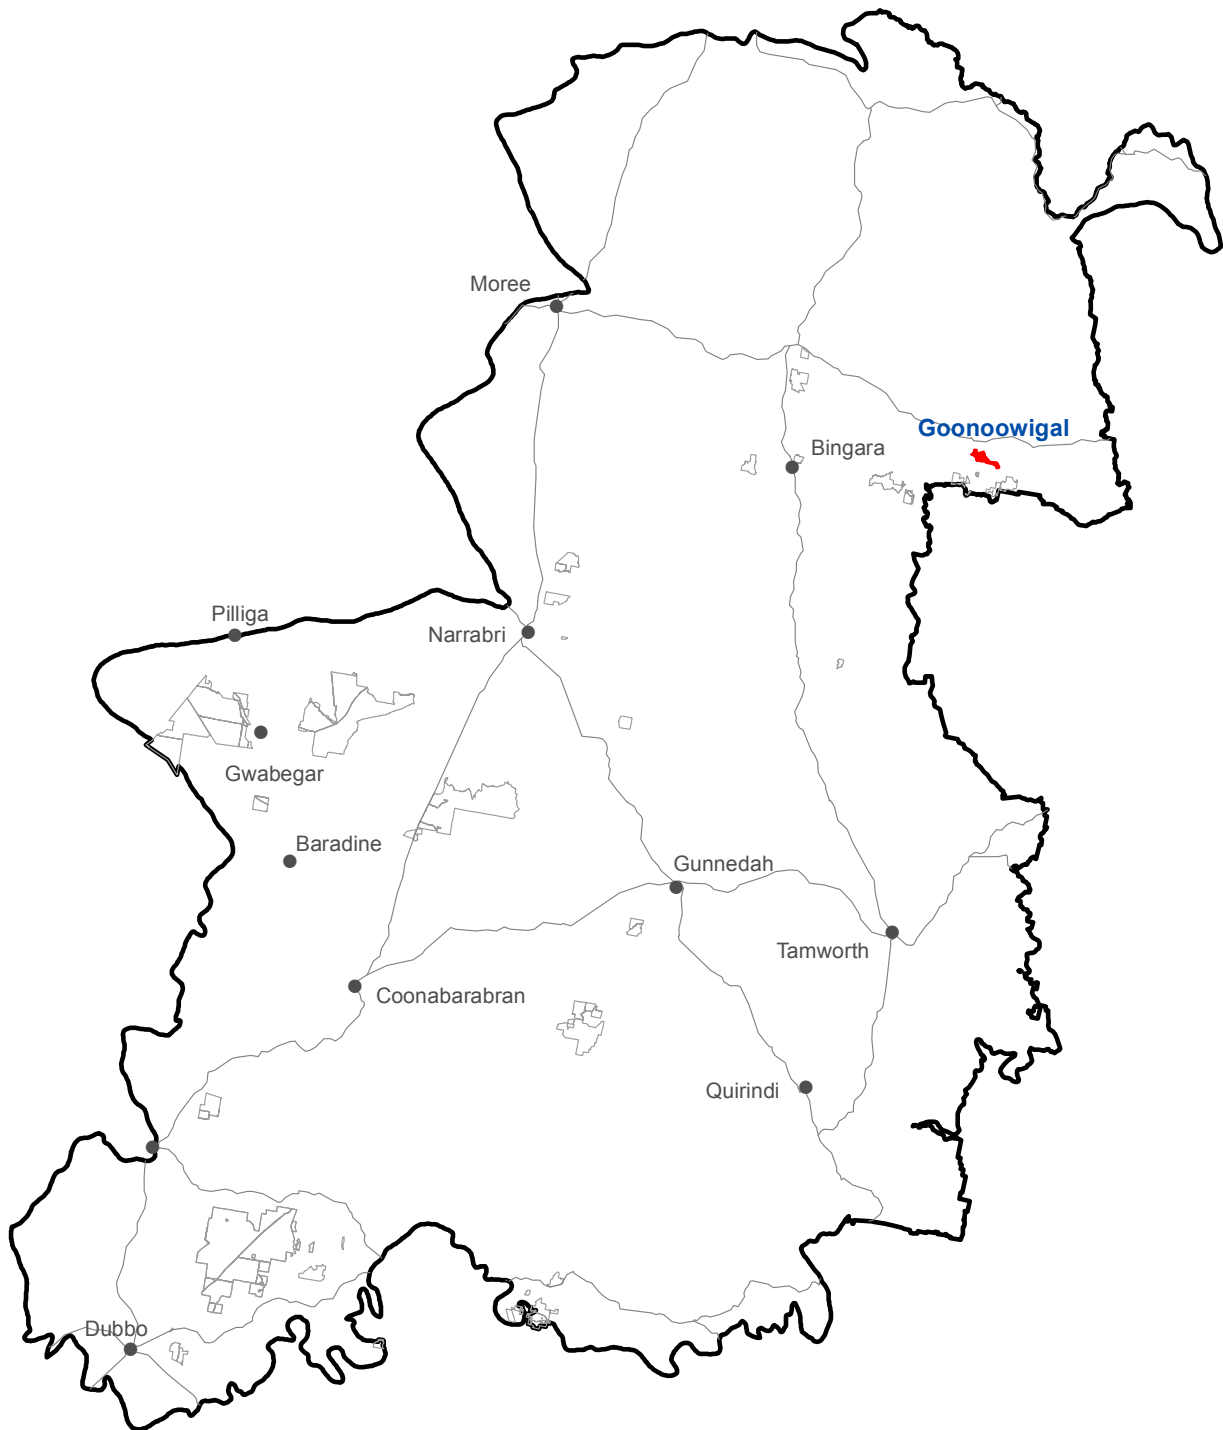 Moree
Goonoowigal
Bingara
Pilliga
Narrabri
Gwabegar
Baradine
Gunnedah
Tamworth
Coonabarabran
Quirindi
Dubbo